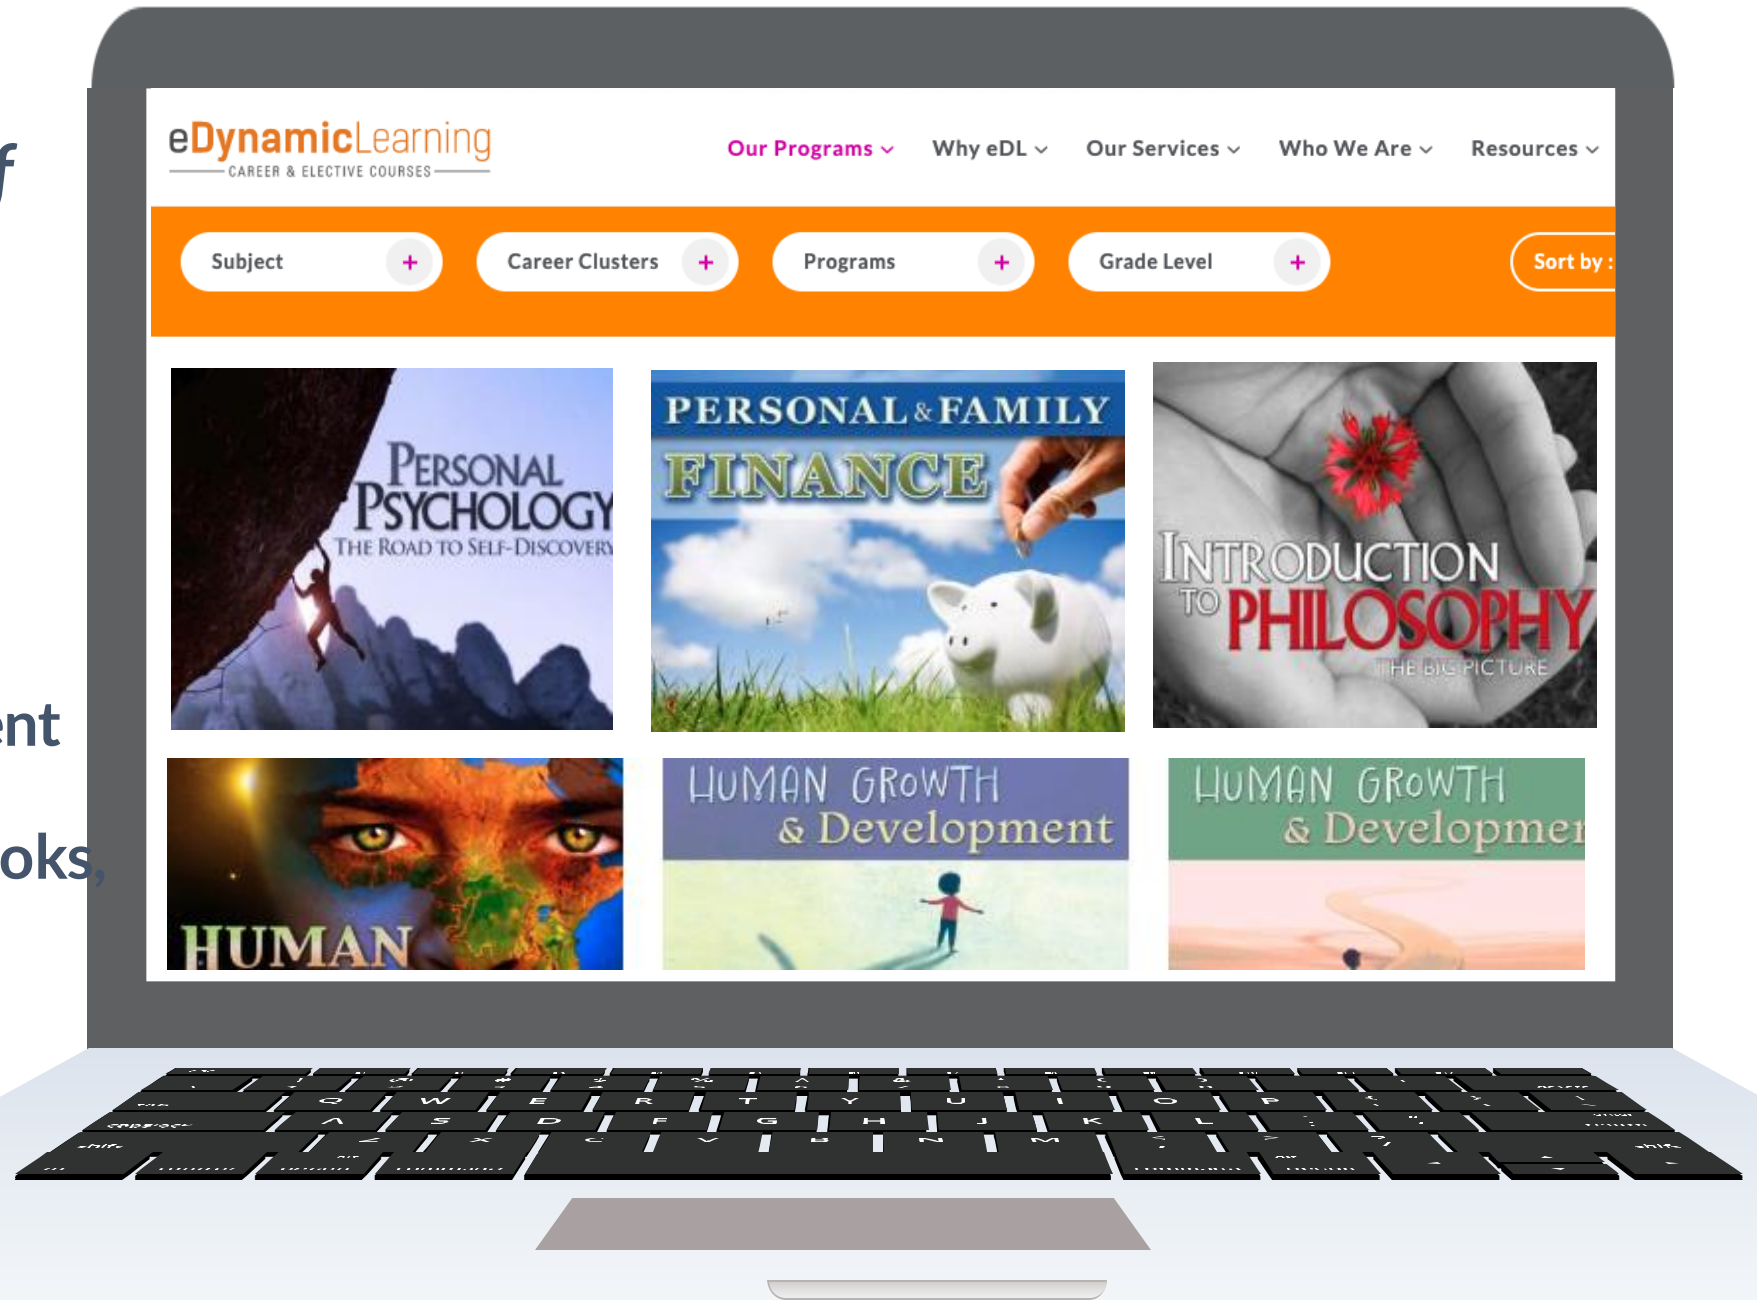 f
ent
ooks,
eDynamicLearning
CAREER & ELECTIVE COURSES
Our Programs Why eDL Our Services Who We Are Resources
Subject + Career Clusters + Programs + Grade Level + Sort by :
PERSONAL
PSYCHOLOGY
THE ROAD TO SELF-DISCOVERY
PERSONAL & FAMILY
FINANCE
INTRODUCTION
TO PHILOSOPHY
THE BIG PICTURE
HUMAN
HUMAN GROWTH
& Development
HUMAN GROWTH
& Developmen
Q W E R T Y U I O P
A S D F G H J K L
Z X C V B N M